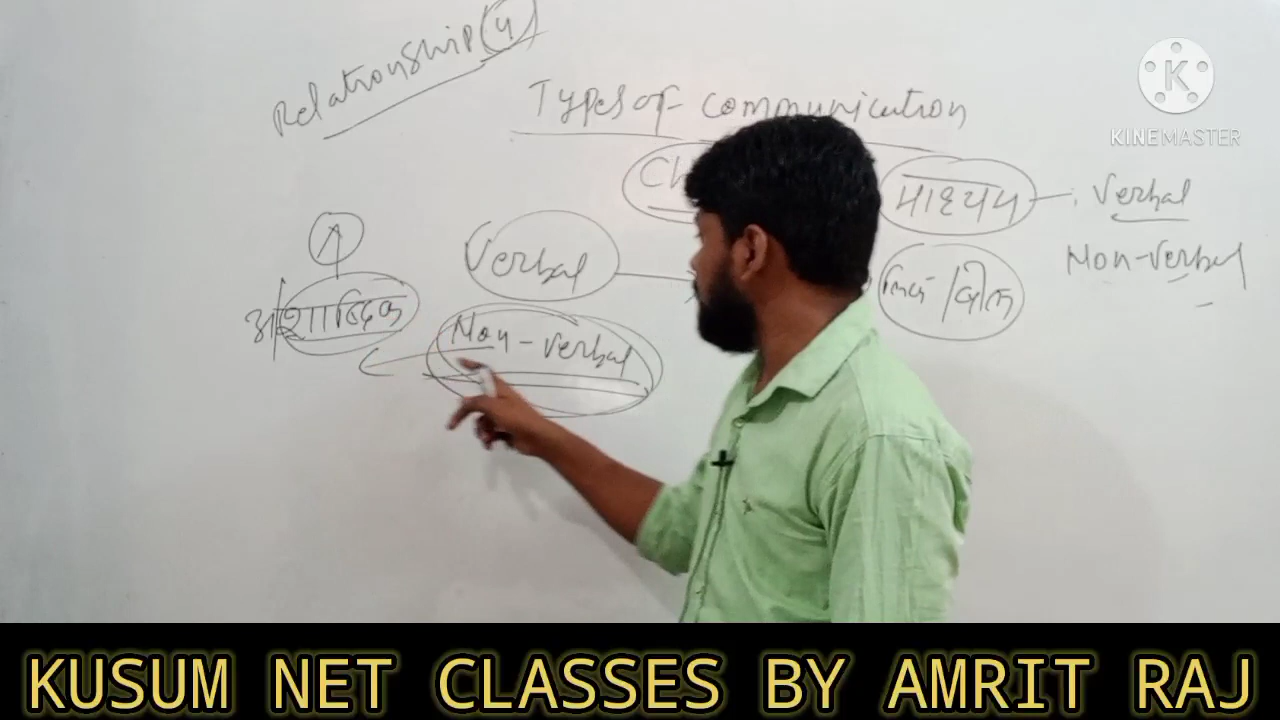 Relationship (4)
Types of communication
माध्यम
Verbal
Non-verbal
Verbal
अशाब्दिक
Non-verbal
KINEMASTER
KUSUM NET CLASSES BY AMRIT RAJ